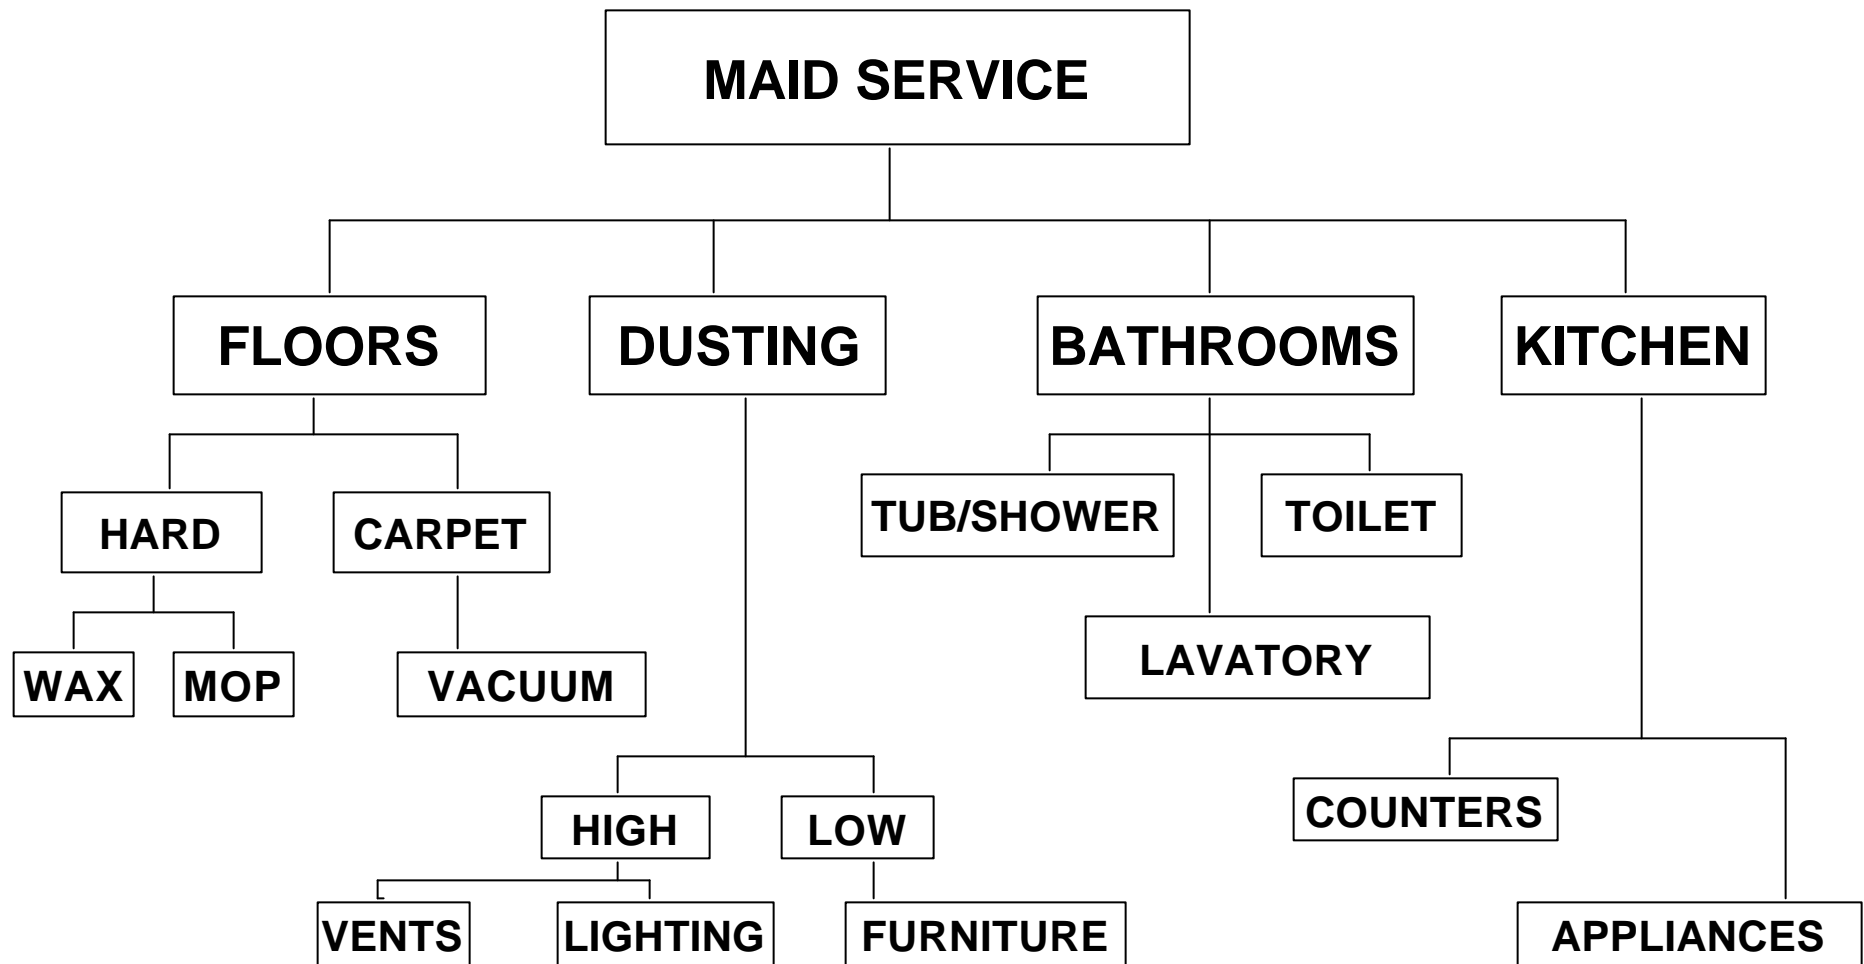 MAID SERVICE
FLOORS
DUSTING
BATHROOMS
KITCHEN
HARD
CARPET
TUB/SHOWER
TOILET
WAX
MOP
VACUUM
LAVATORY
HIGH
LOW
COUNTERS
VENTS
LIGHTING
FURNITURE
APPLIANCES